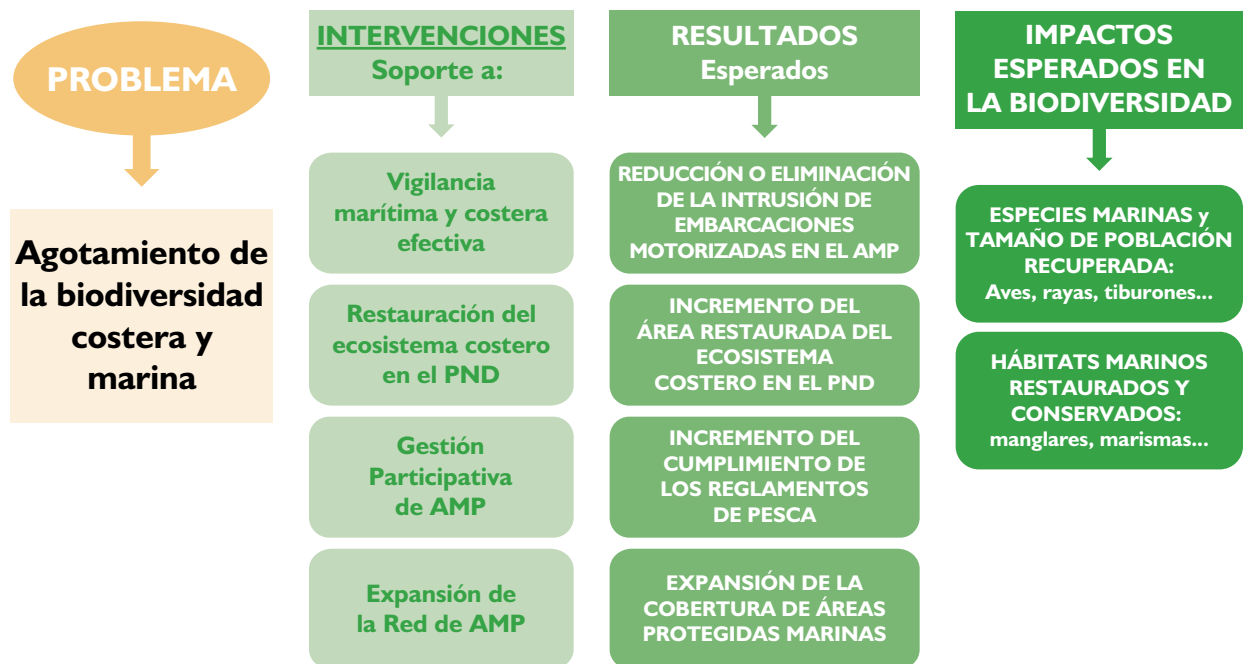 PROBLEMA
Agotamiento de
la biodiversidad
costera y
marina
INTERVENCIONES
Soporte a:
Vigilancia
marítima y costera
efectiva
Restauración del
ecosistema costero
en el PND
Gestión
Participativa
de AMP
Expansión de
la Red de AMP
RESULTADOS
Esperados
REDUCCIÓN O ELIMINACIÓN
DE LA INTRUSIÓN DE
EMBARCACIONES
MOTORIZADAS EN EL AMP
INCREMENTO DEL
ÁREA RESTAURADA DEL
ECOSISTEMA
COSTERO EN EL PND
INCREMENTO DEL
CUMPLIMIENTO DE
LOS REGLAMENTOS
DE PESCA
EXPANSIÓN DE LA
COBERTURA DE ÁREAS
PROTEGIDAS MARINAS
IMPACTOS
ESPERADOS EN
LA BIODIVERSIDAD
ESPECIES MARINAS y
TAMAÑO DE POBLACIÓN
RECUPERADA:
Aves, rayas, tiburones...
HÁBITATS MARINOS
RESTAURADOS Y
CONSERVADOS:
manglares, marismas...